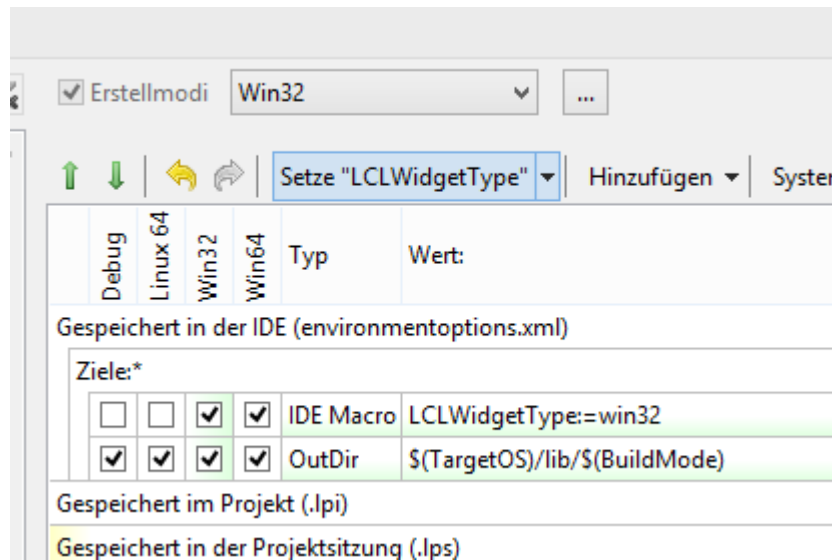 Erstellmodi Win32 ...
Setze "LCLWidgetType" Hinzufügen
Debug Linux 64 Win32 Win64 Typ Wert:
Gespeichert in der IDE (environmentoptions.xml)
Ziele:*
IDE Macro LCLWidgetType:=win32
OutDir $(TargetOS)/lib/$(BuildMode)
Gespeichert im Projekt (.lpi)
Gespeichert in der Projektsitzung (.lps)